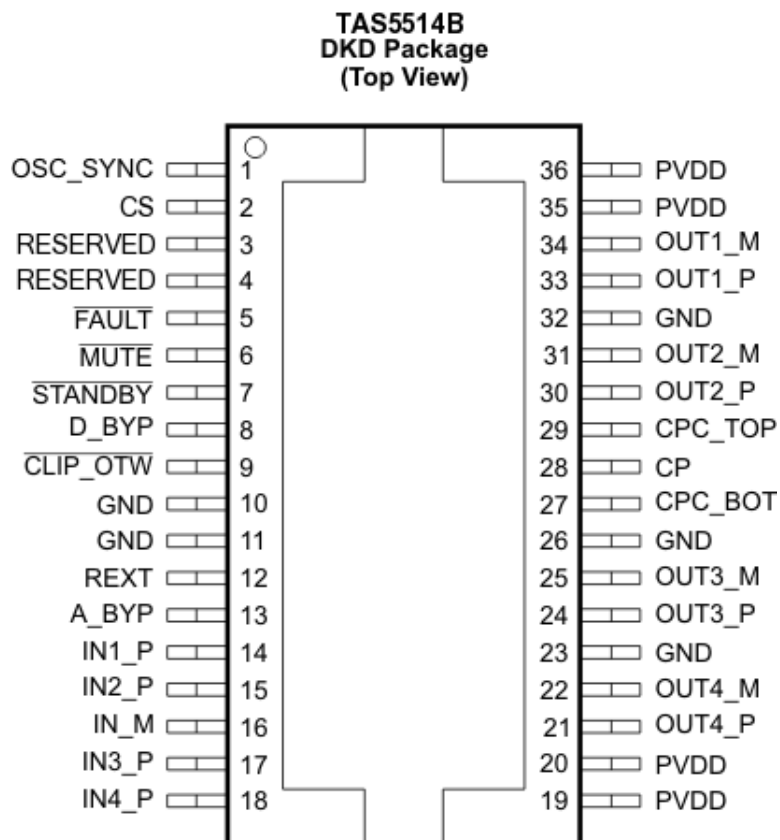 TAS5514B
DKD Package
(Top View)
OSC_SYNC 1 36 PVDD
CS 2 35 PVDD
RESERVED 3 34 OUT1_M
RESERVED 4 33 OUT1_P
FAULT 5 32 GND
MUTE 6 31 OUT2_M
STANDBY 7 30 OUT2_P
D_BYP 8 29 CPC_TOP
CLIP_OTW 9 28 CP
GND 10 27 CPC_BOT
GND 11 26 GND
REXT 12 25 OUT3_M
A_BYP 13 24 OUT3_P
IN1_P 14 23 GND
IN2_P 15 22 OUT4_M
IN_M 16 21 OUT4_P
IN3_P 17 20 PVDD
IN4_P 18 19 PVDD